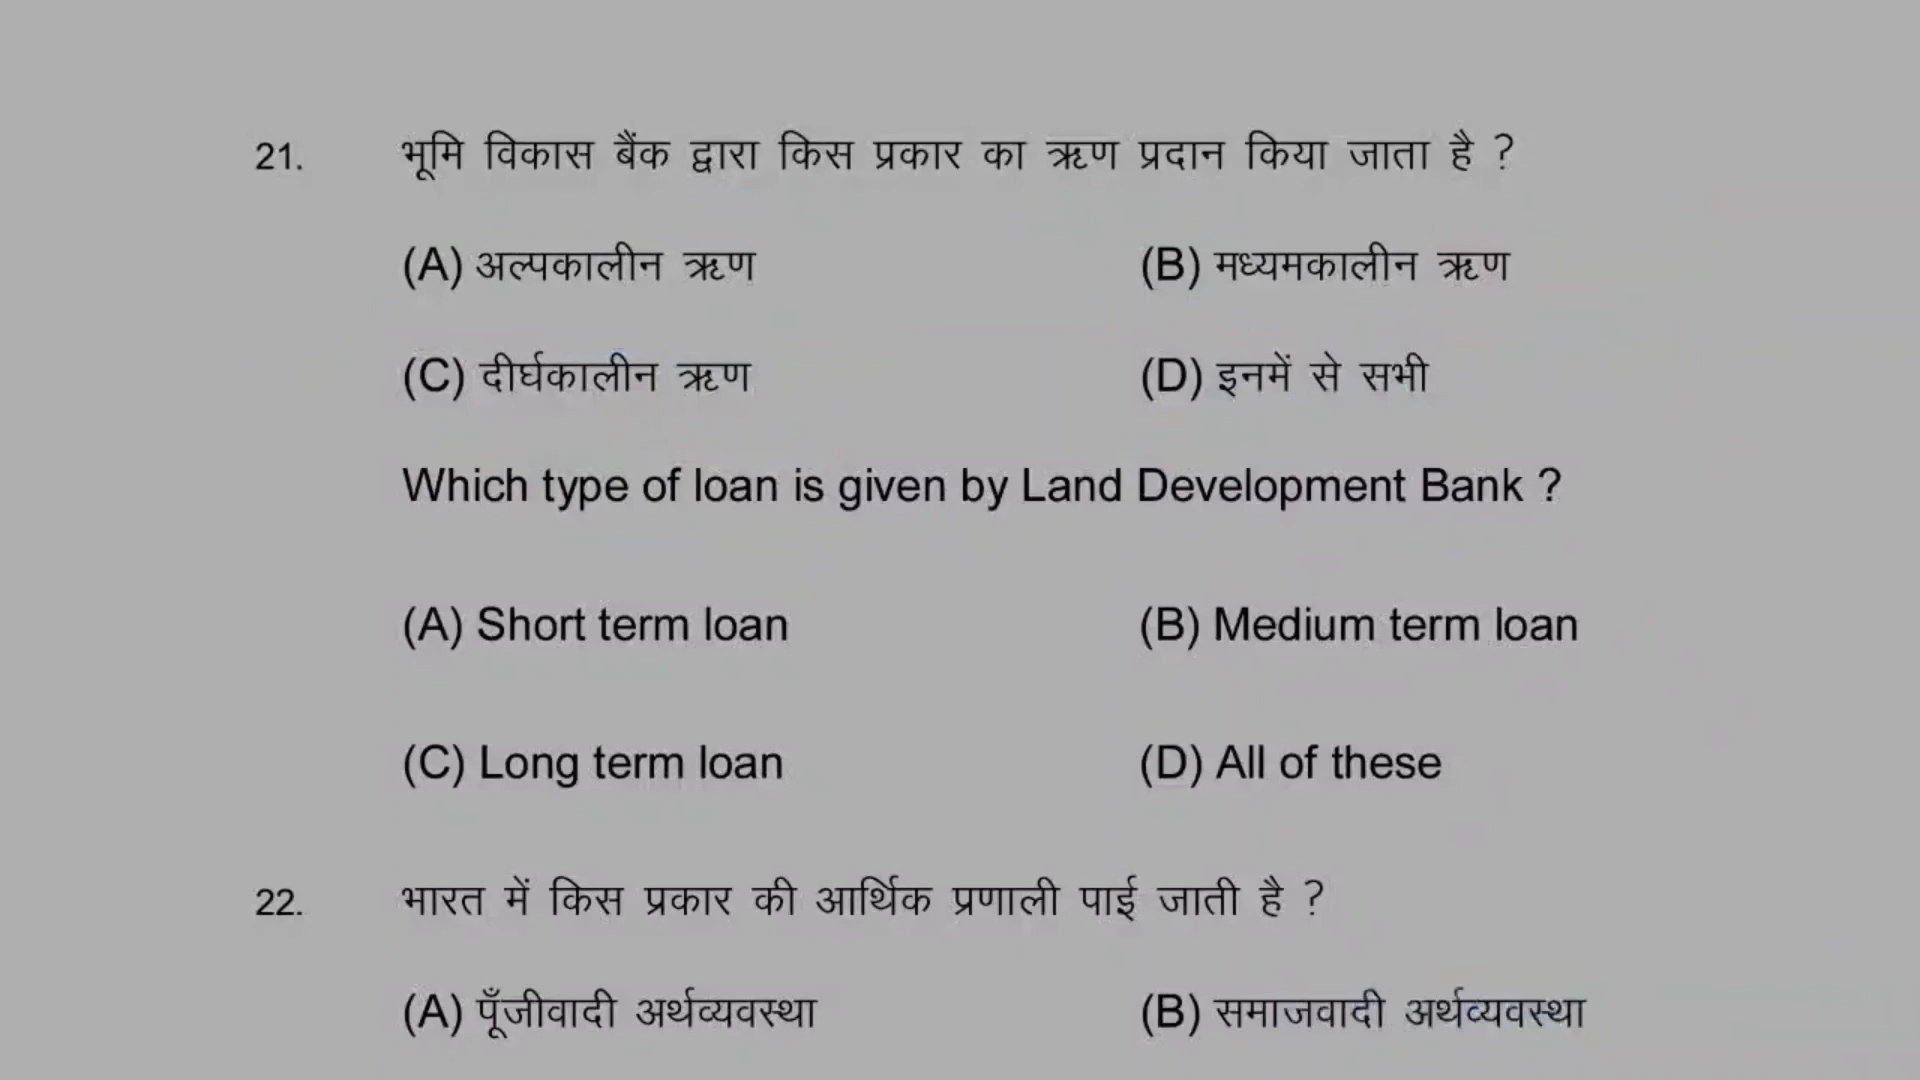 21. भूमि विकास बैंक द्वारा किस प्रकार का ऋण प्रदान किया जाता है ?
(A) अल्पकालीन ऋण (B) मध्यमकालीन ऋण
(C) दीर्घकालीन ऋण (D) इनमें से सभी
Which type of loan is given by Land Development Bank ?
(A) Short term loan (B) Medium term loan
(C) Long term loan (D) All of these
22. भारत में किस प्रकार की आर्थिक प्रणाली पाई जाती है ?
(A) पूँजीवादी अर्थव्यवस्था (B) समाजवादी अर्थव्यवस्था